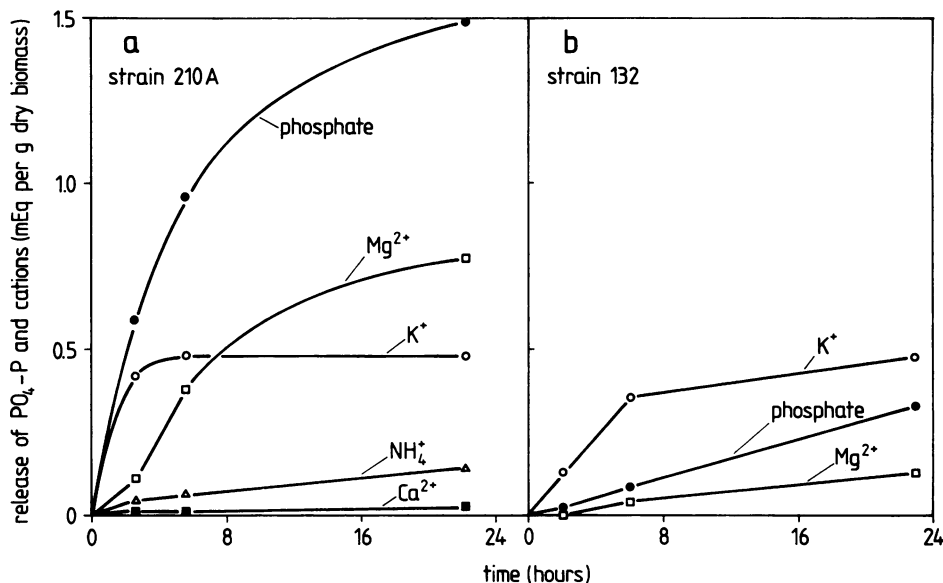 release of PO₄-P and cations (mEq per g dry biomass)
1.5
1.0
0.5
0
a
strain 210A
phosphate
Mg²⁺
K⁺
NH₄⁺
Ca²⁺
0
8
16
24
b
strain 132
K⁺
phosphate
Mg²⁺
0
8
16
24
time (hours)